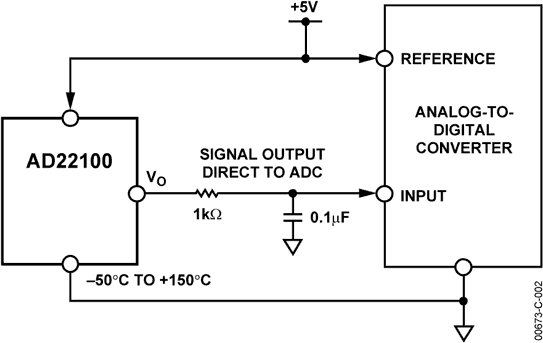 +5V
REFERENCE
ANALOG-TO-
DIGITAL
CONVERTER
AD22100
SIGNAL OUTPUT
DIRECT TO ADC
VO
INPUT
1kΩ
0.1μF
–50°C TO +150°C
00673-C-002